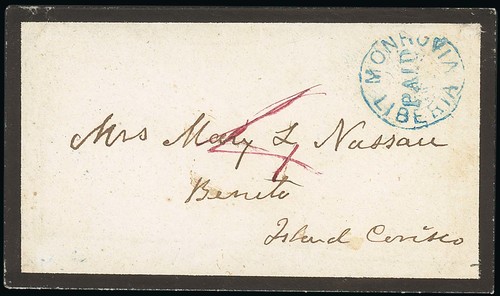 MONROVIA
PAID
LIBERIA
4
Mrs Mary L Nassau
Benito
Island Corisco